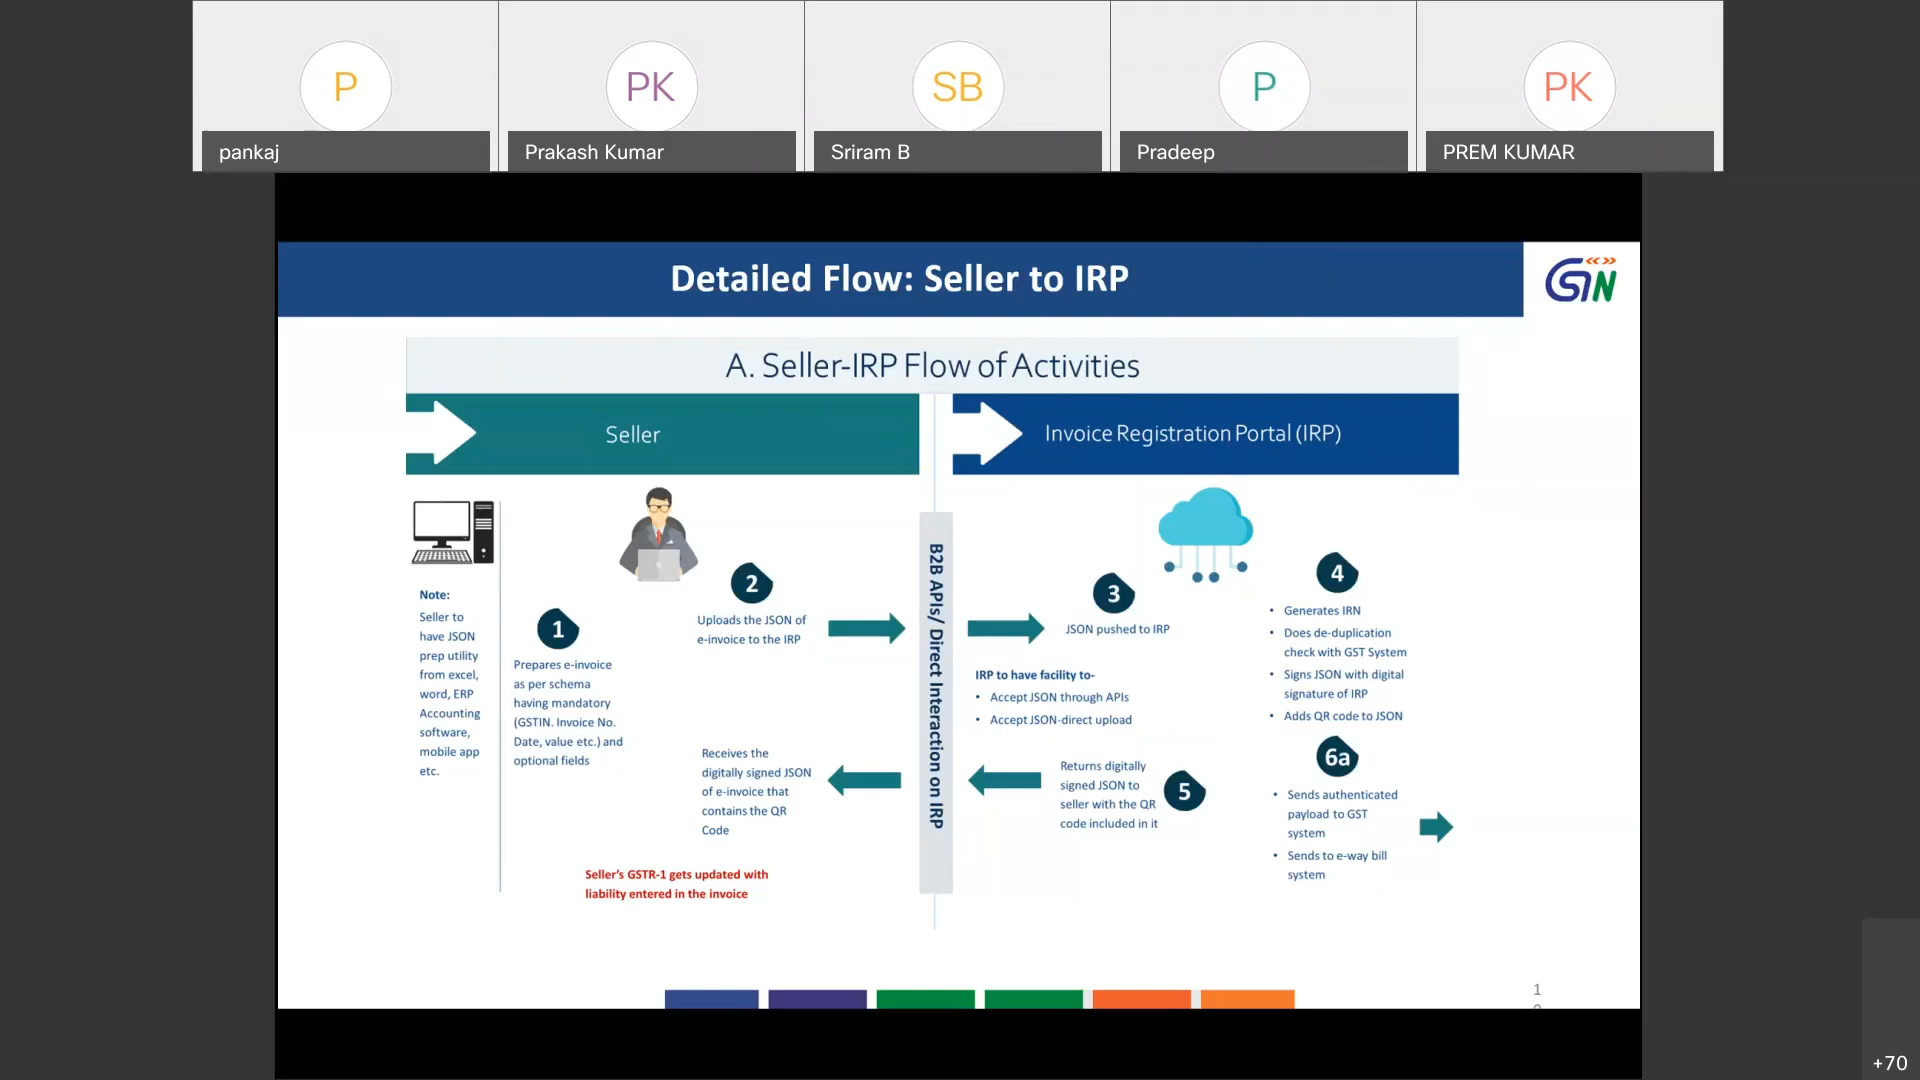 P
PK
SB
P
PK
pankaj
Prakash Kumar
Sriram B
Pradeep
PREM KUMAR
Detailed Flow: Seller to IRP
GSTN
A. Seller-IRP Flow of Activities
Seller
Invoice Registration Portal (IRP)
Note:
Seller to
have JSON
prep utility
from excel,
word, ERP
Accounting
software,
mobile app
etc.
1
Prepares e-invoice
as per schema
having mandatory
(GSTIN. Invoice No.
Date, value etc.) and
optional fields
2
Uploads the JSON of
e-invoice to the IRP
B2B APIs/ Direct Interaction on IRP
3
JSON pushed to IRP
IRP to have facility to-
• Accept JSON through APIs
• Accept JSON-direct upload
4
• Generates IRN
• Does de-duplication
check with GST System
• Signs JSON with digital
signature of IRP
• Adds QR code to JSON
Returns digitally
signed JSON to
seller with the QR
code included in it
5
Receives the
digitally signed JSON
of e-invoice that
contains the QR
Code
6a
• Sends authenticated
payload to GST
system
• Sends to e-way bill
system
Seller's GSTR-1 gets updated with
liability entered in the invoice
1
+70